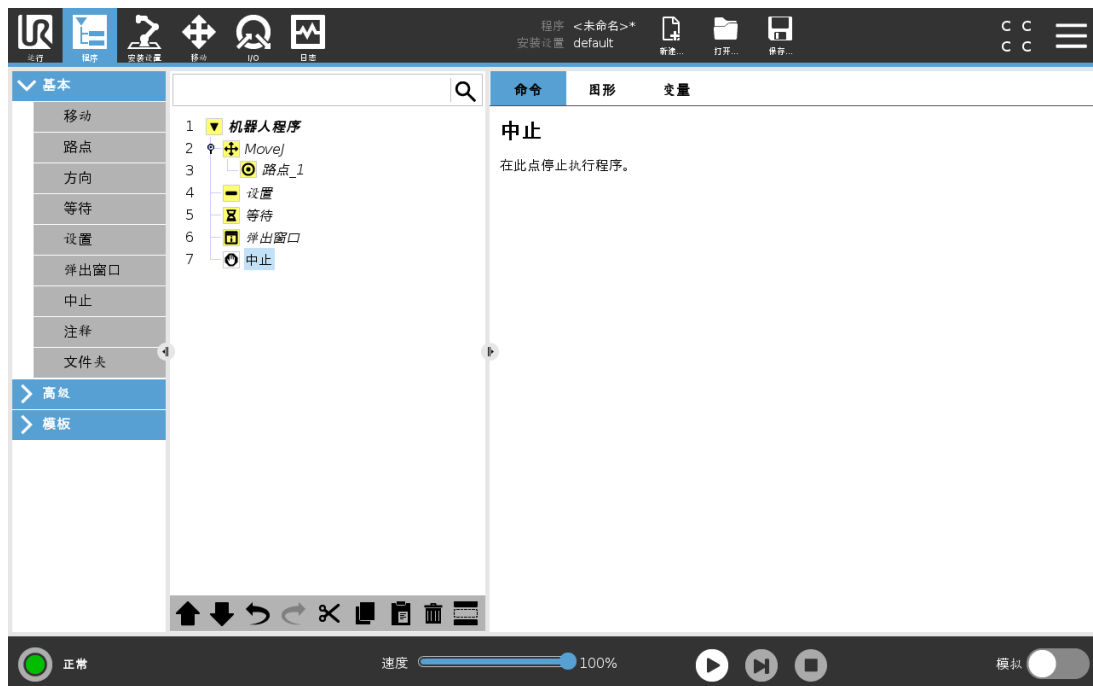 程序 <未命名>*
安装设置 default
C C
C C
运行
程序
安装设置
移动
I/O
日志
新建...
打开...
保存...
基本
移动
路点
方向
等待
设置
弹出窗口
中止
注释
文件夹
高级
模板
1 机器人程序
2 MoveJ
3 路点_1
4 设置
5 等待
6 弹出窗口
7 中止
命令 图形 变量
中止
在此点停止执行程序。
正常
速度 100%
模拟